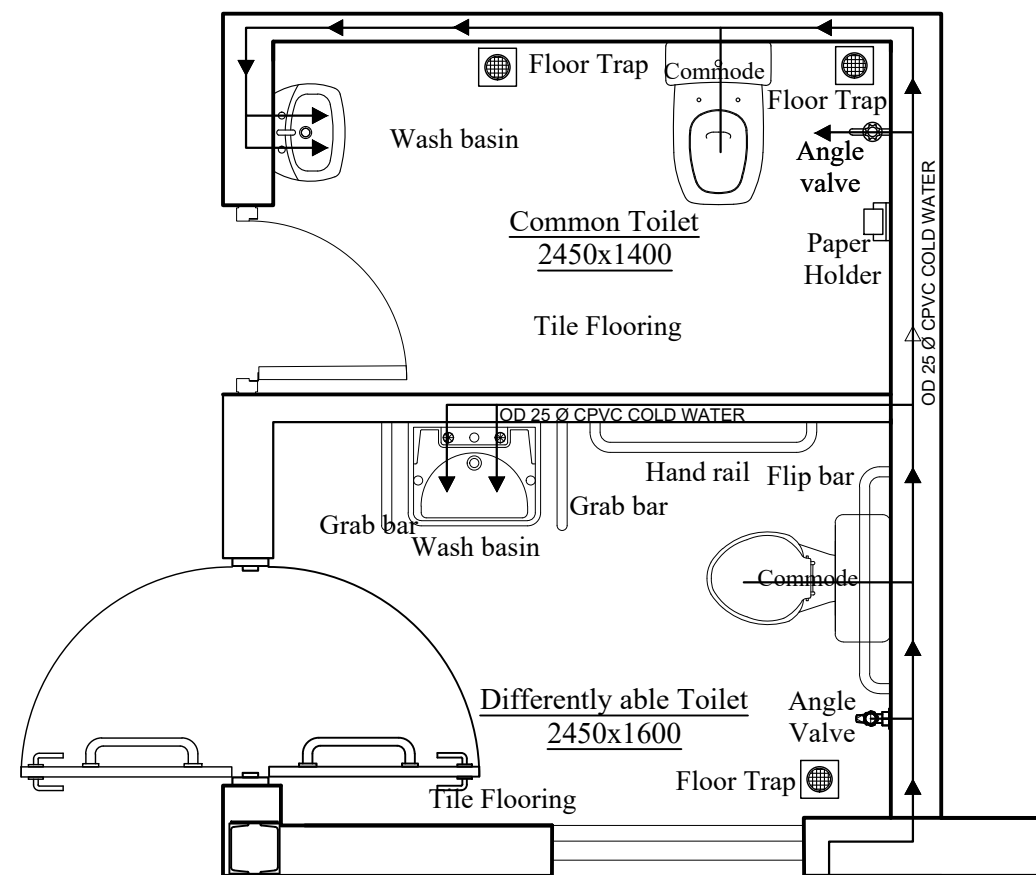 Floor Trap
Commode
Floor Trap
Wash basin
Angle
valve
Common Toilet
2450x1400
Paper
Holder
OD 25 Ø CPVC COLD WATER
Tile Flooring
OD 25 Ø CPVC COLD WATER
Hand rail
Flip bar
Grab bar
Grab bar
Wash basin
Commode
Differently able Toilet
2450x1600
Angle
Valve
Floor Trap
Tile Flooring